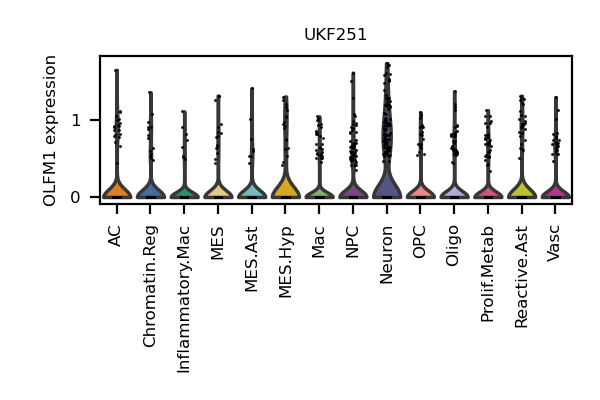 UKF251
OLFM1 expression
1
0
AC
Chromatin.Reg
Inflammatory.Mac
MES
MES.Ast
MES.Hyp
Mac
NPC
Neuron
OPC
Oligo
Prolif.Metab
Reactive.Ast
Vasc